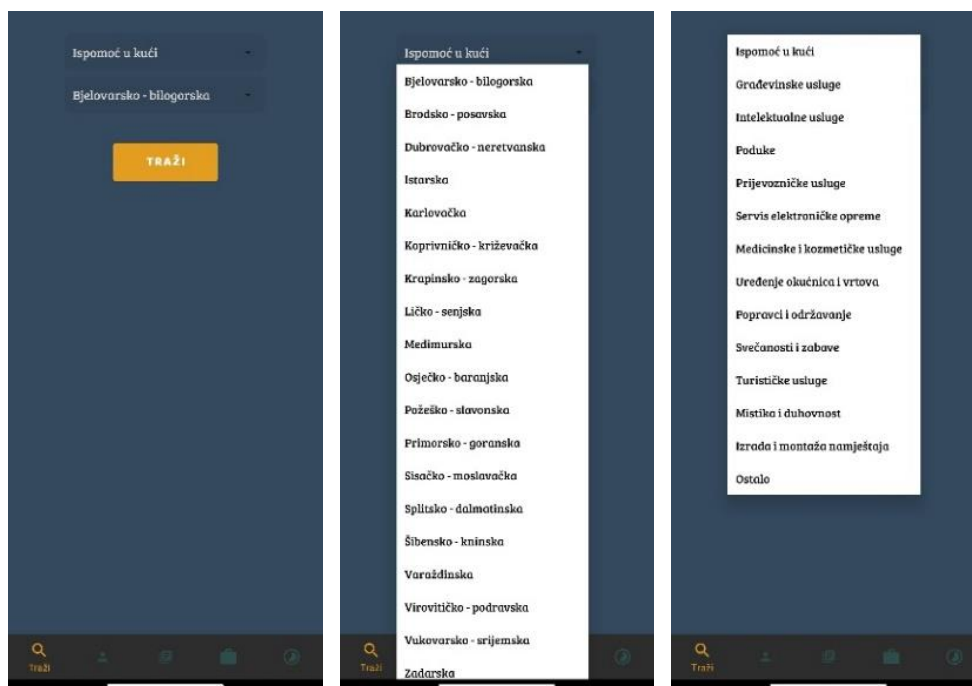 Ispomoć u kući
Bjelovarsko - bilogorska
TRAŽI
Traži
Ispomoć u kući
Bjelovarsko - bilogorska
Brodsko - posavska
Dubrovačko - neretvanska
Istarska
Karlovačka
Koprivničko - križevačka
Krapinsko - zagorska
Ličko - senjska
Međimurska
Osječko - baranjska
Požeško - slavonska
Primorsko - goranska
Sisačko - moslavačka
Splitsko - dalmatinska
Šibensko - kninska
Varaždinska
Virovitičko - podravska
Vukovarsko - srijemska
Zadarska
Traži
Ispomoć u kući
Građevinske usluge
Intelektualne usluge
Poduke
Prijevozničke usluge
Servis elektroničke opreme
Medicinske i kozmetičke usluge
Uređenje okućnica i vrtova
Popravci i održavanje
Svečanosti i zabave
Turističke usluge
Mistika i duhovnost
Izrada i montaža namještaja
Ostalo
Traži